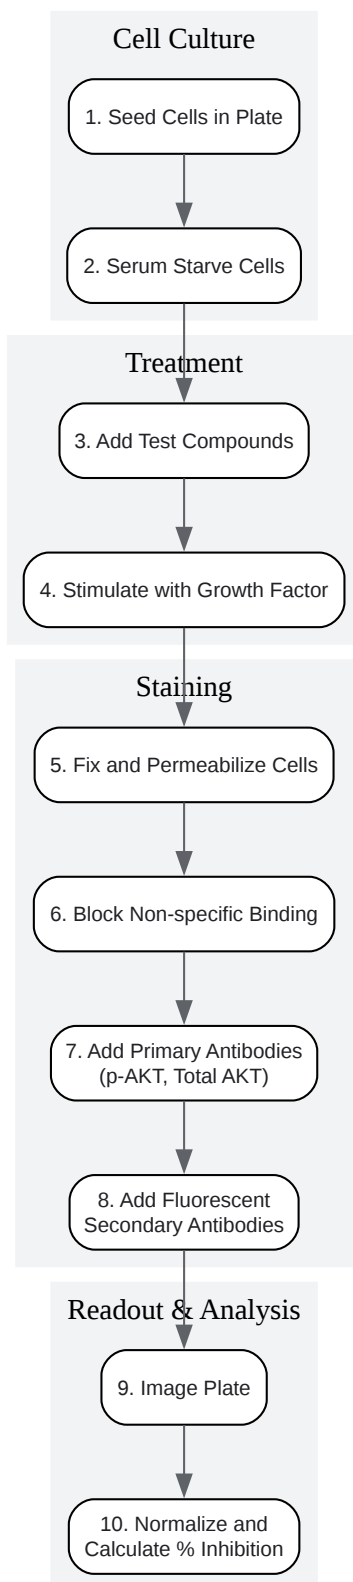 Cell Culture
1. Seed Cells in Plate
2. Serum Starve Cells
Treatment
3. Add Test Compounds
4. Stimulate with Growth Factor
Staining
5. Fix and Permeabilize Cells
6. Block Non-specific Binding
7. Add Primary Antibodies
(p-AKT, Total AKT)
8. Add Fluorescent
Secondary Antibodies
Readout & Analysis
9. Image Plate
10. Normalize and
Calculate % Inhibition